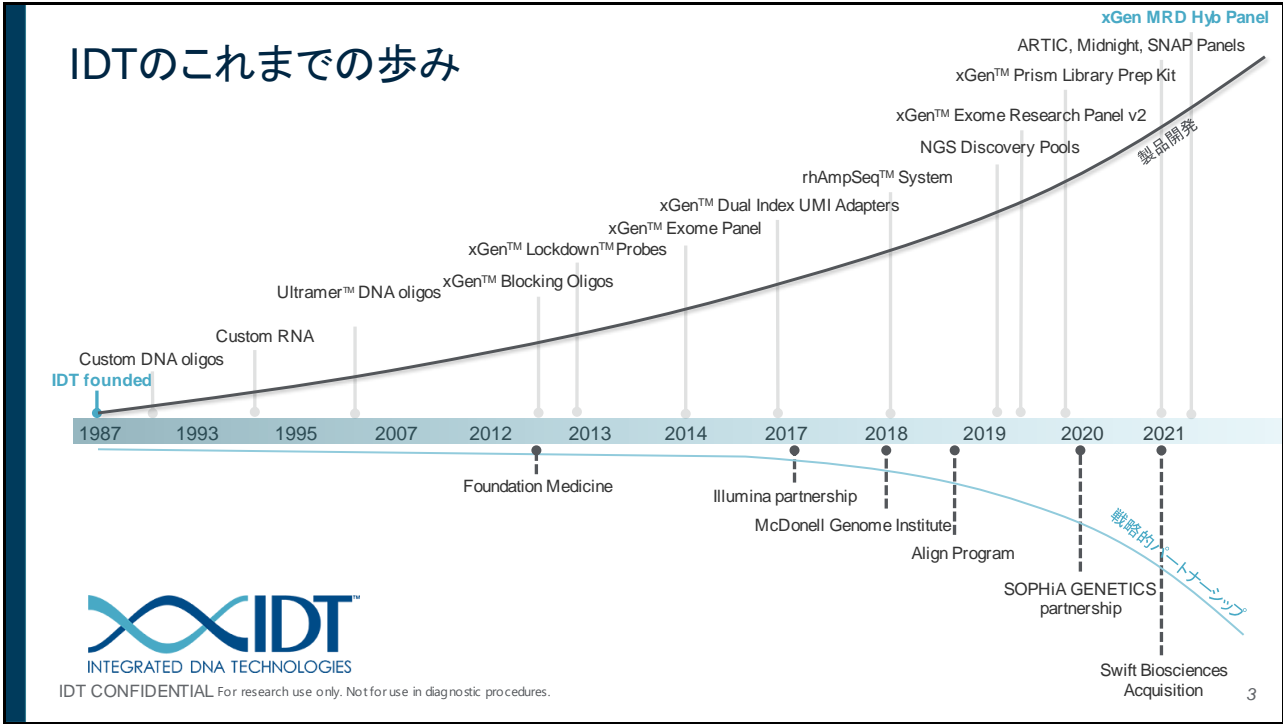 IDTのこれまでの歩み
xGen MRD Hyb Panel
ARTIC, Midnight, SNAP Panels
xGen™ Prism Library Prep Kit
xGen™ Exome Research Panel v2
NGS Discovery Pools
製品開発
rhAmpSeq™ System
xGen™ Dual Index UMI Adapters
xGen™ Exome Panel
xGen™ Lockdown™ Probes
xGen™ Blocking Oligos
Ultramer™ DNA oligos
Custom RNA
Custom DNA oligos
IDT founded
1987 1993 1995 2007 2012 2013 2014 2017 2018 2019 2020 2021
Foundation Medicine
Illumina partnership
McDonell Genome Institute
Align Program
SOPHiA GENETICS
partnership
戦略的パートナーシップ
Swift Biosciences
Acquisition
IDT™
INTEGRATED DNA TECHNOLOGIES
IDT CONFIDENTIAL For research use only. Not for use in diagnostic procedures.
3